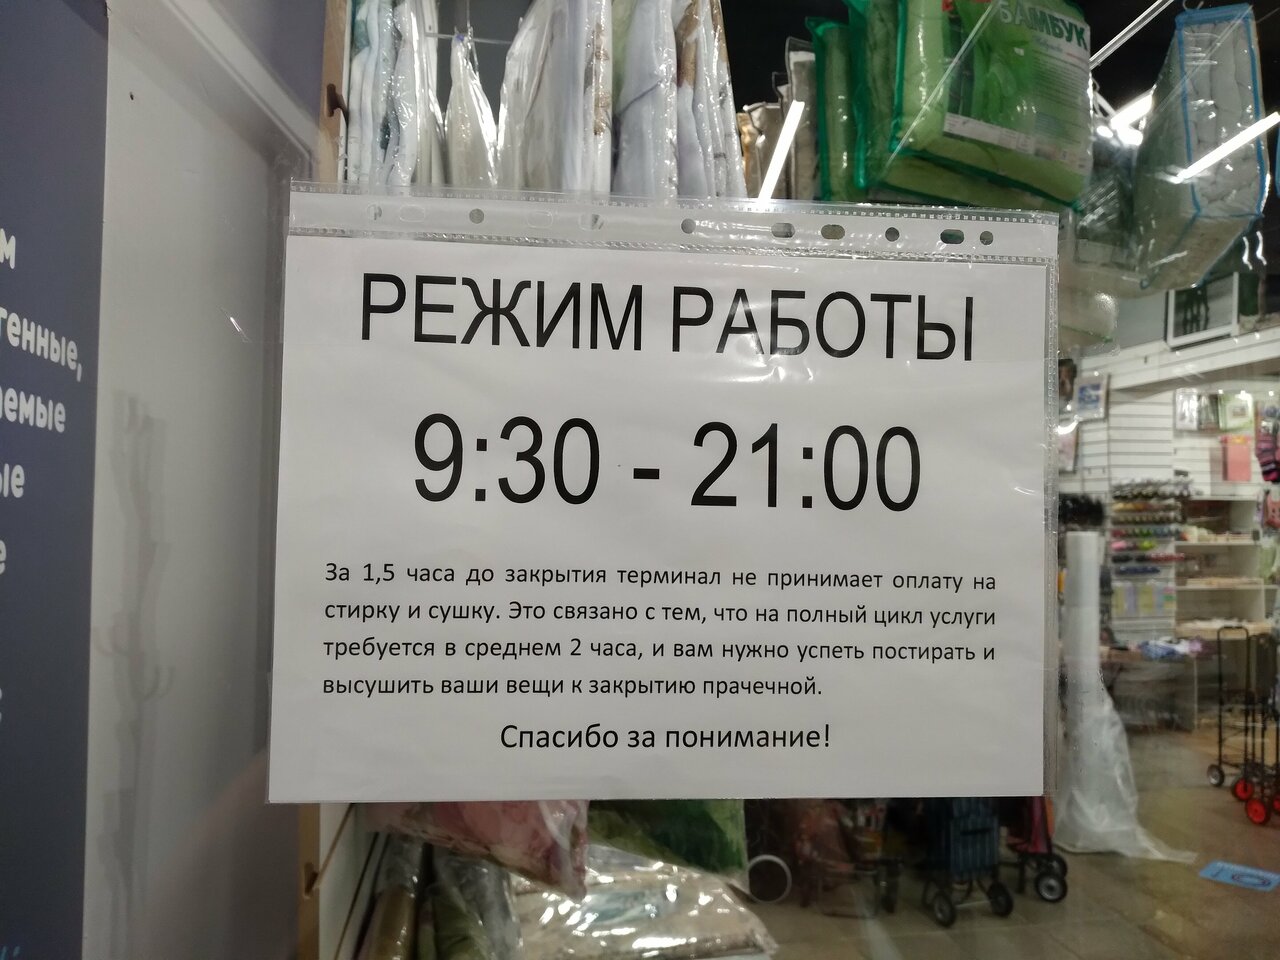 БАМБУК
РЕЖИМ РАБОТЫ
9:30 - 21:00
За 1,5 часа до закрытия терминал не принимает оплату на
стирку и сушку. Это связано с тем, что на полный цикл услуги
требуется в среднем 2 часа, и вам нужно успеть постирать и
высушить ваши вещи к закрытию прачечной.
Спасибо за понимание!